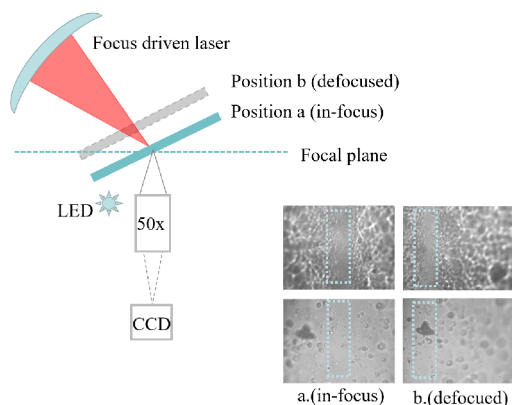 Focus driven laser
Position b (defocused)
Position a (in-focus)
Focal plane
LED
50x
CCD
a.(in-focus)
b.(defocued)